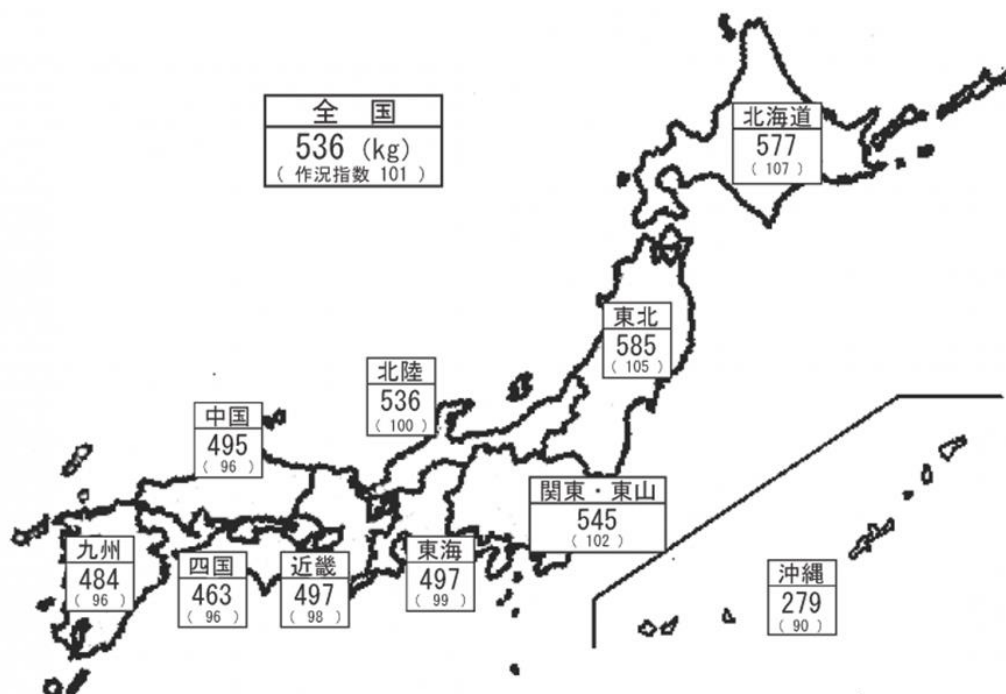 全 国
536 (kg)
( 作況指数 101 )
北海道
577
( 107 )
東北
585
( 105 )
北陸
536
( 100 )
中国
495
( 96 )
関東・東山
545
( 102 )
九州
484
( 96 )
四国
463
( 96 )
近畿
497
( 98 )
東海
497
( 99 )
沖縄
279
( 90 )